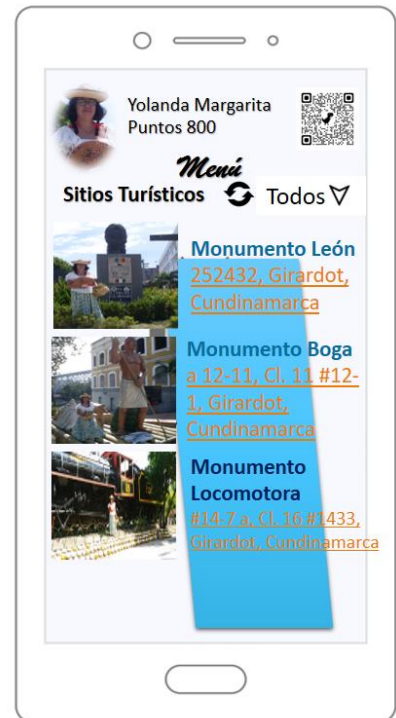 Yolanda Margarita
Puntos 800
Menú
Sitios Turísticos
Todos
Monumento León
252432, Girardot,
Cundinamarca
Monumento Boga
a 12-11, Cl. 11 #12-
1, Girardot,
Cundinamarca
Monumento
Locomotora
#14-7 a, Cl. 16 #1433,
Girardot, Cundinamarca